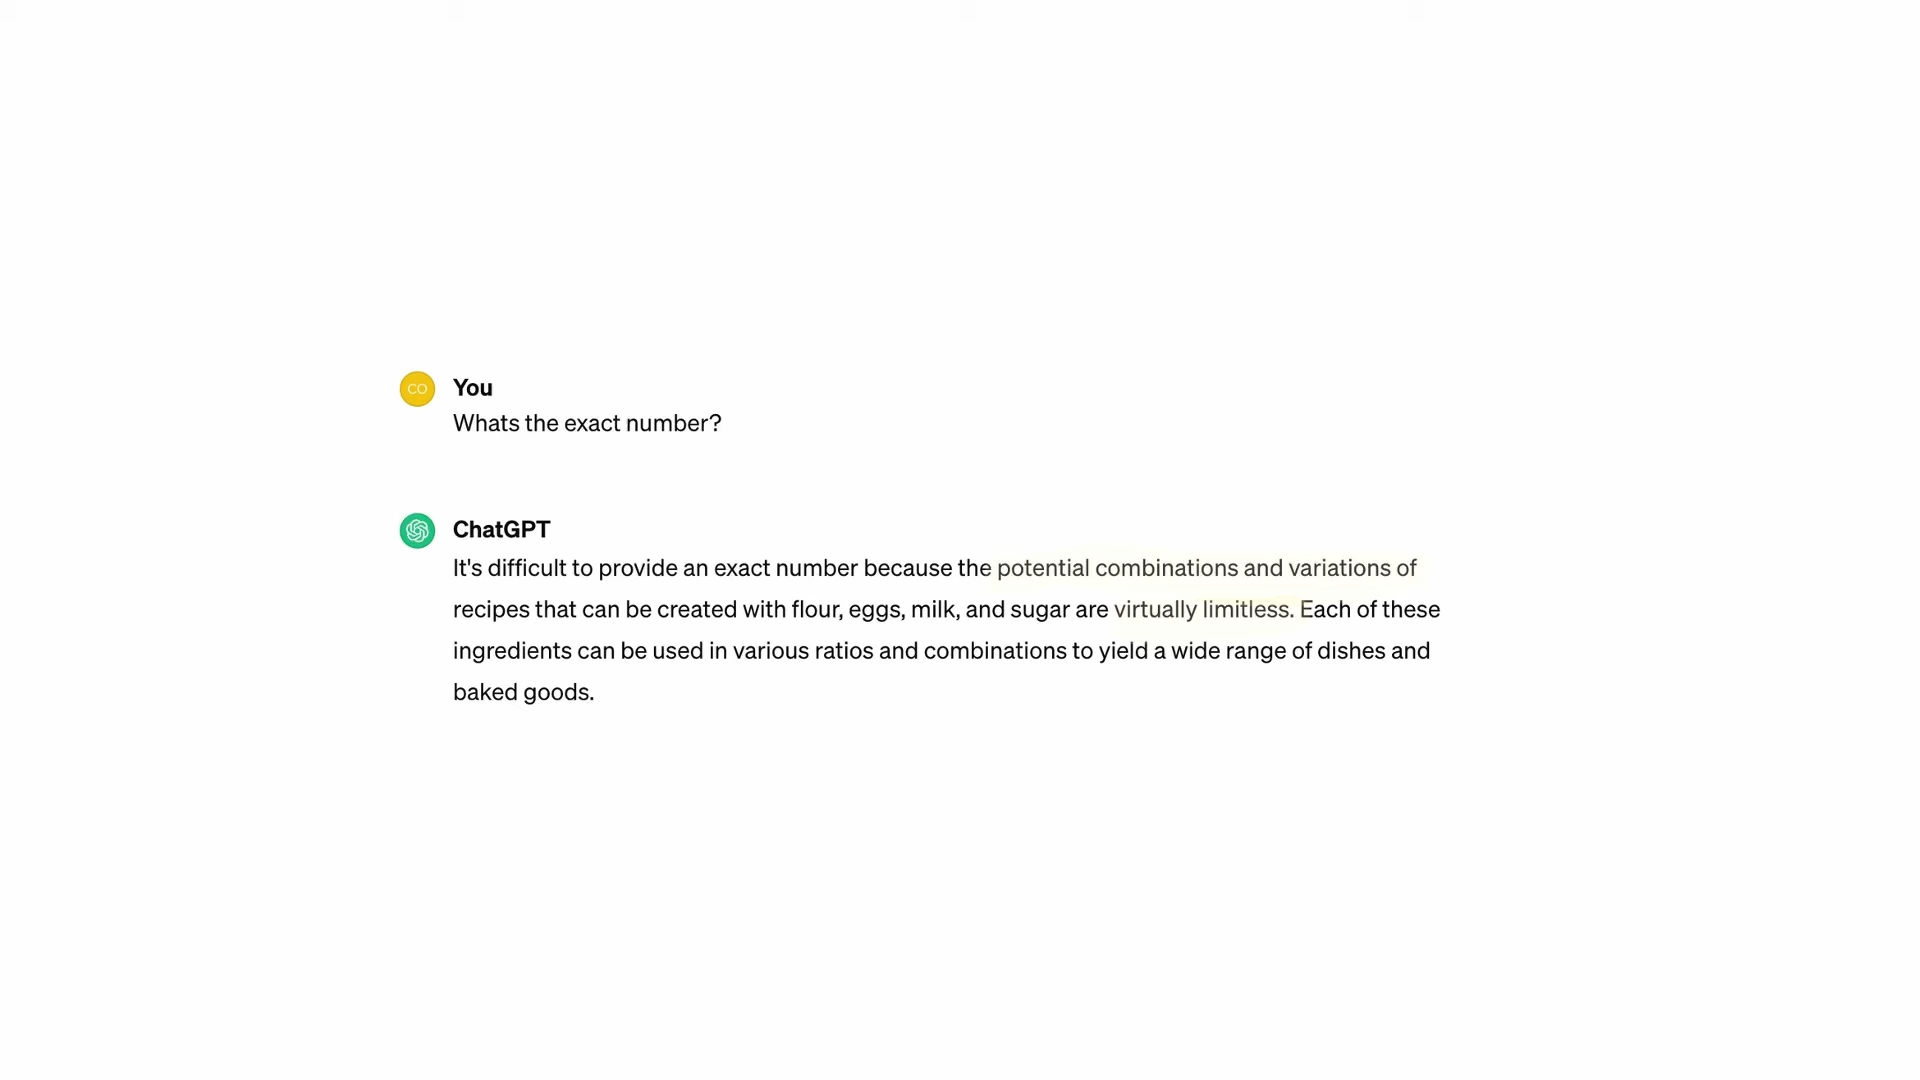 CO
You
Whats the exact number?
ChatGPT
It's difficult to provide an exact number because the potential combinations and variations of
recipes that can be created with flour, eggs, milk, and sugar are virtually limitless. Each of these
ingredients can be used in various ratios and combinations to yield a wide range of dishes and
baked goods.